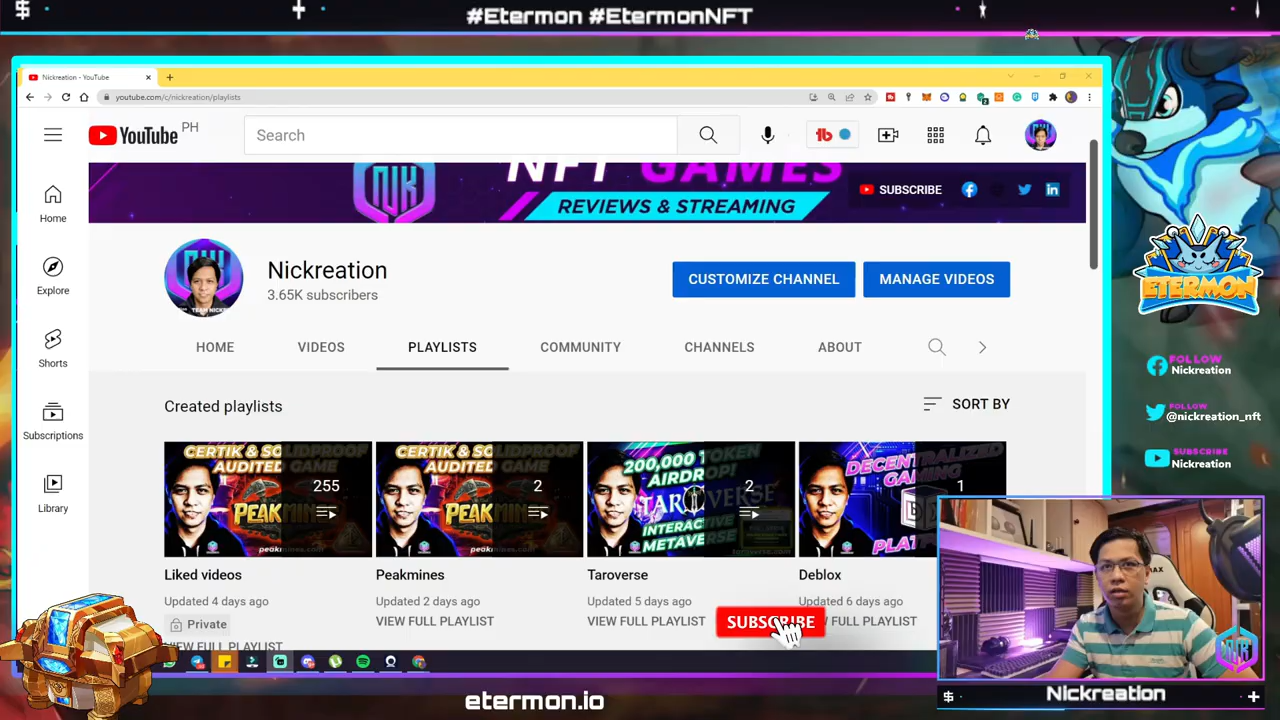 #Etermon #EtermonNFT
Nickreation - YouTube
youtube.com/c/nickreation/playlists
YouTube PH
Search
NFT GAMES
REVIEWS & STREAMING
SUBSCRIBE
Home
Explore
Shorts
Subscriptions
Library
Nickreation
3.65K subscribers
CUSTOMIZE CHANNEL
MANAGE VIDEOS
HOME
VIDEOS
PLAYLISTS
COMMUNITY
CHANNELS
ABOUT
Created playlists
SORT BY
255
2
2
1
Liked videos
Peakmines
Taroverse
Deblox
Updated 4 days ago
Updated 2 days ago
Updated 5 days ago
Updated 6 days ago
Private
VIEW FULL PLAYLIST
VIEW FULL PLAYLIST
VIEW FULL PLAYLIST
SUBSCRIBE
ETERMON
FOLLOW
Nickreation
FOLLOW
@nickreation_nft
SUBSCRIBE
Nickreation
etermon.io
Nickreation